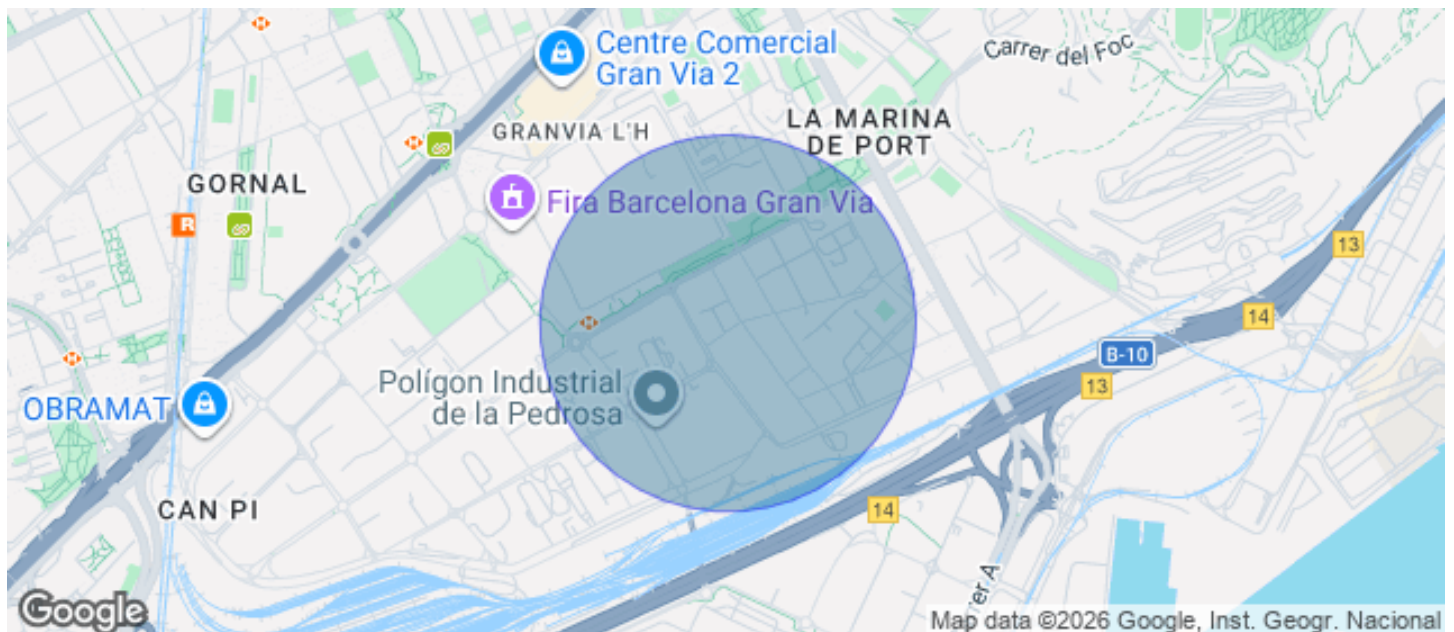 Centre Comercial
Gran Via 2
Carrer del Foc
GRANVIA L'H
LA MARINA
DE PORT
GORNAL
R
Fira Barcelona Gran Via
13
14
B-10
13
Polígon Industrial
de la Pedrosa
OBRAMAT
CAN PI
14
er A
Google
Map data ©2026 Google, Inst. Geogr. Nacional